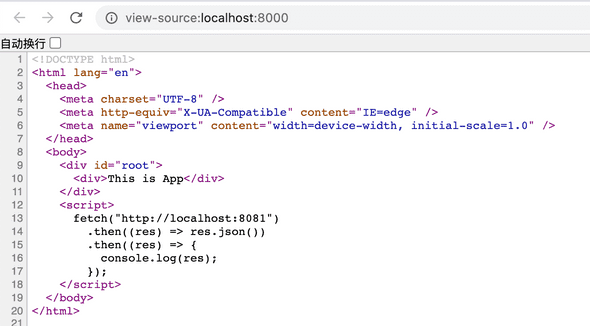 view-source:localhost:8000
自动换行
1 <!DOCTYPE html>
2 <html lang="en">
3 <head>
4 <meta charset="UTF-8" />
5 <meta http-equiv="X-UA-Compatible" content="IE=edge" />
6 <meta name="viewport" content="width=device-width, initial-scale=1.0" />
7 </head>
8 <body>
9 <div id="root">
10 <div>This is App</div>
11 </div>
12 <script>
13 fetch("http://localhost:8081")
14 .then((res) => res.json())
15 .then((res) => {
16 console.log(res);
17 });
18 </script>
19 </body>
20 </html>
21